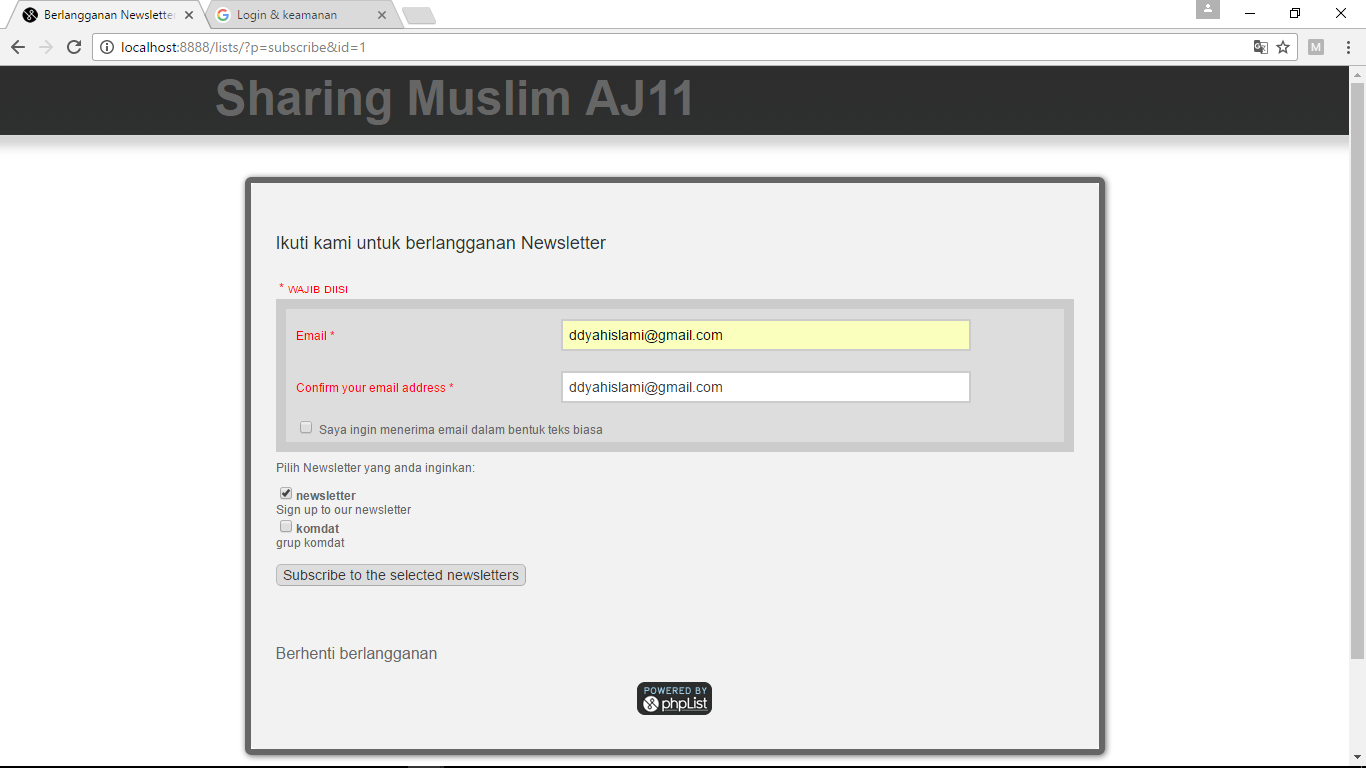 Berlangganan Newsletter
Login & keamanan
localhost:8888/lists/?p=subscribe&id=1
M
Sharing Muslim AJ11
Ikuti kami untuk berlangganan Newsletter
* WAJIB DIISI
Email *
ddyahislami@gmail.com
Confirm your email address *
ddyahislami@gmail.com
Saya ingin menerima email dalam bentuk teks biasa
Pilih Newsletter yang anda inginkan:
newsletter
Sign up to our newsletter
komdat
grup komdat
Subscribe to the selected newsletters
Berhenti berlangganan
POWERED BY
phpList